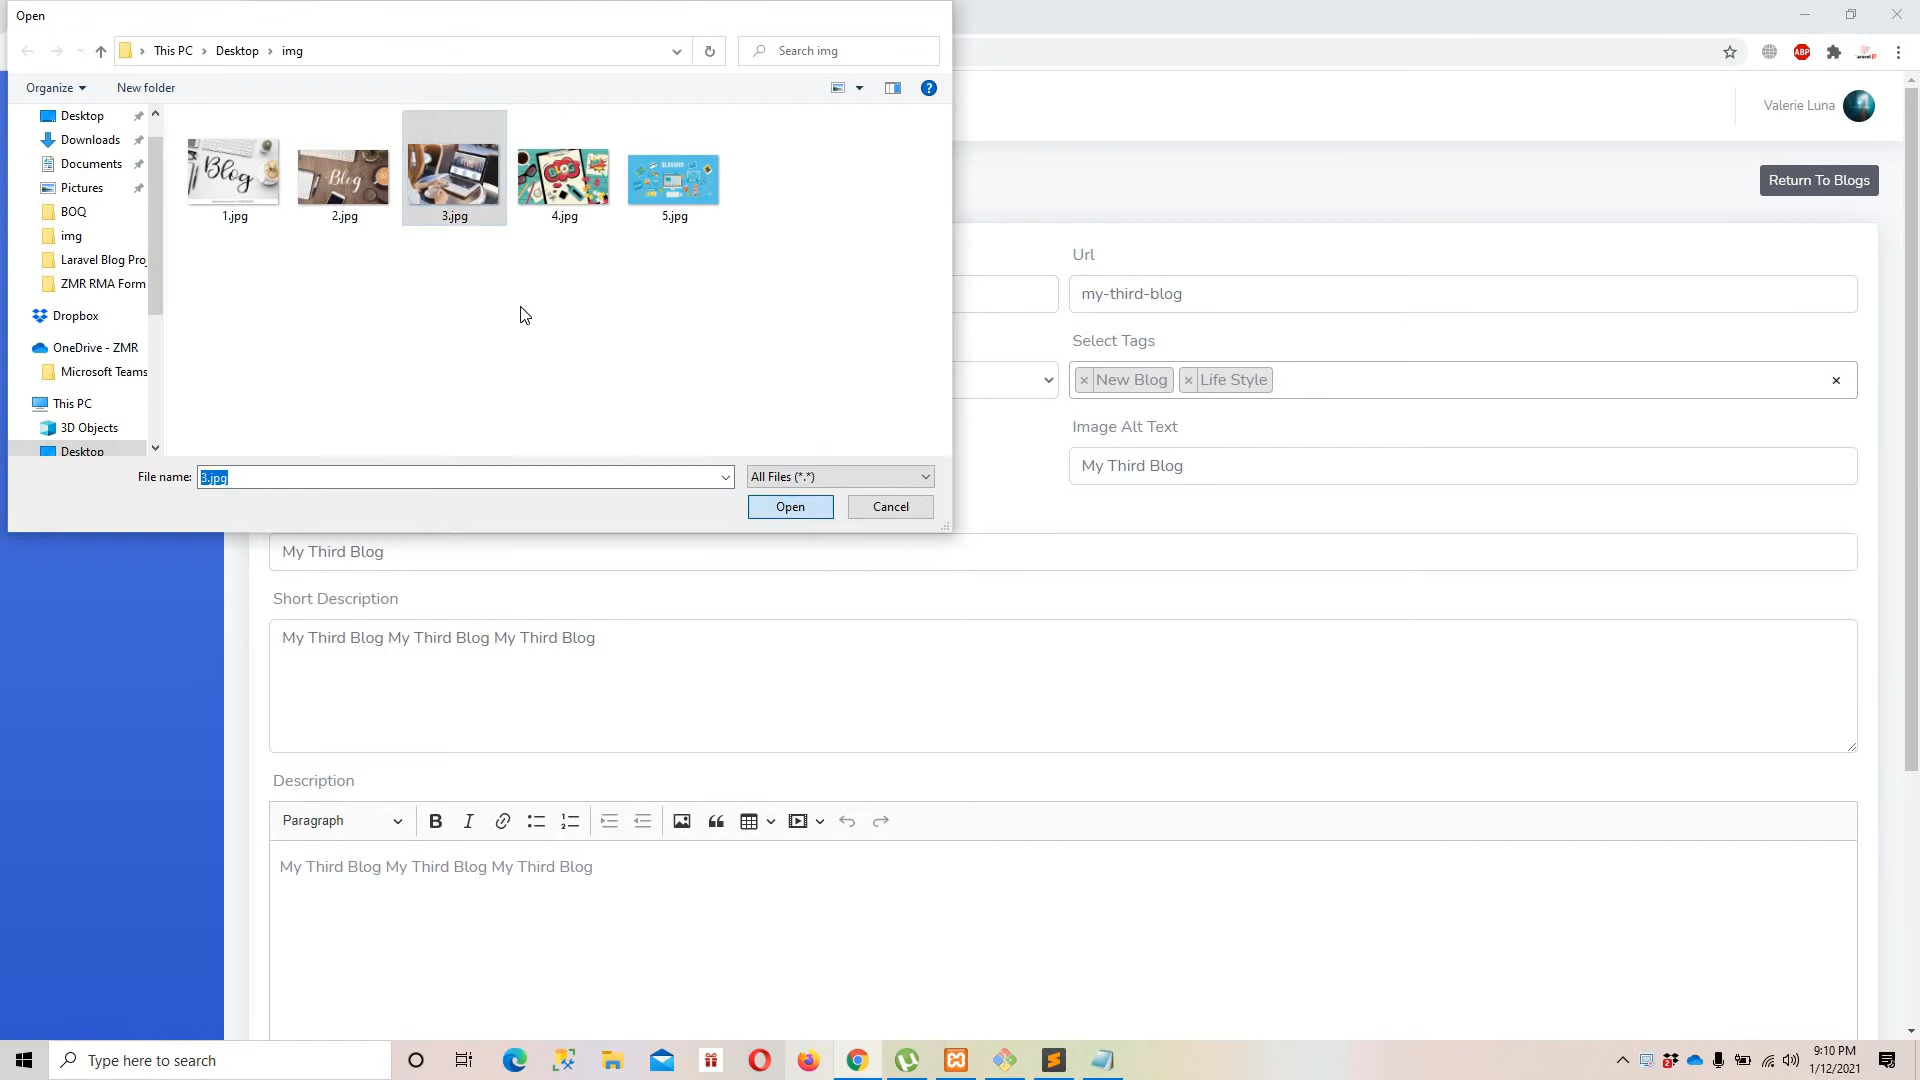 Open
This PC
Desktop
img
Search img
Organize
New folder
Desktop
Downloads
Documents
Pictures
BOQ
img
Laravel Blog Proj
ZMR RMA Form
Dropbox
OneDrive - ZMR
Microsoft Teams
This PC
3D Objects
Desktop
Blog
1.jpg
Blog
2.jpg
3.jpg
BLOG
4.jpg
5.jpg
File name:
3.jpg
All Files (*.*)
Open
Cancel
ABP
Valerie Luna
Return To Blogs
Url
my-third-blog
Select Tags
× New Blog
× Life Style
×
Image Alt Text
My Third Blog
My Third Blog
Short Description
My Third Blog My Third Blog My Third Blog
Description
Paragraph
B
I
My Third Blog My Third Blog My Third Blog
Type here to search
9:10 PM
1/12/2021